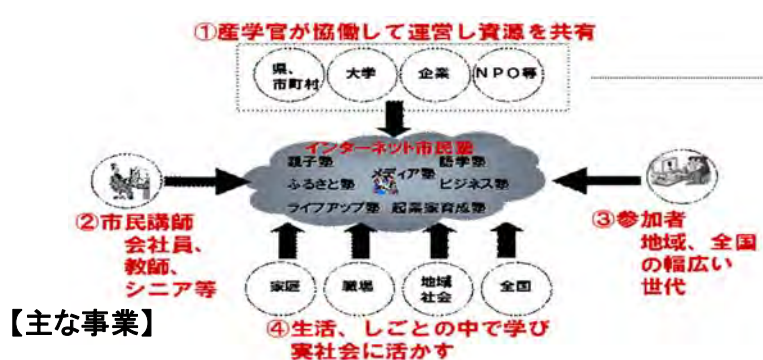 ①産学官が協働して運営し資源を共有
県、
市町村
大学
企業
NPO等
インターネット市民塾
親子塾
語学塾
メディア塾
ふるさと塾
ビジネス塾
ライフアップ塾
起業家育成塾
②市民講師
会社員、
教師、
シニア等
③参加者
地域、全国
の幅広い
世代
家庭
職場
地域
社会
全国
④生活、しごとの中で学び
実社会に活かす
【主な事業】